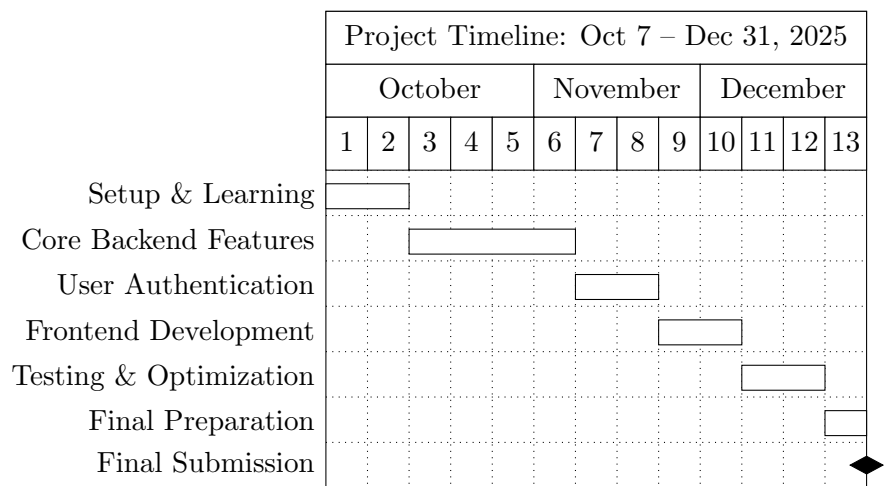 Project Timeline: Oct 7 – Dec 31, 2025
October November December
1 2 3 4 5 6 7 8 9 10 11 12 13
Setup & Learning
Core Backend Features
User Authentication
Frontend Development
Testing & Optimization
Final Preparation
Final Submission